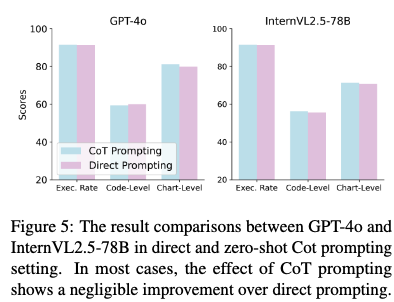 GPT-4o
InternVL2.5-78B
100
80
60
40
20
Scores
CoT Prompting
Direct Prompting
Exec. Rate Code-Level Chart-Level
100
80
60
40
20
Exec. Rate Code-Level Chart-Level
Figure 5: The result comparisons between GPT-4o and
InternVL2.5-78B in direct and zero-shot Cot prompting
setting. In most cases, the effect of CoT prompting
shows a negligible improvement over direct prompting.